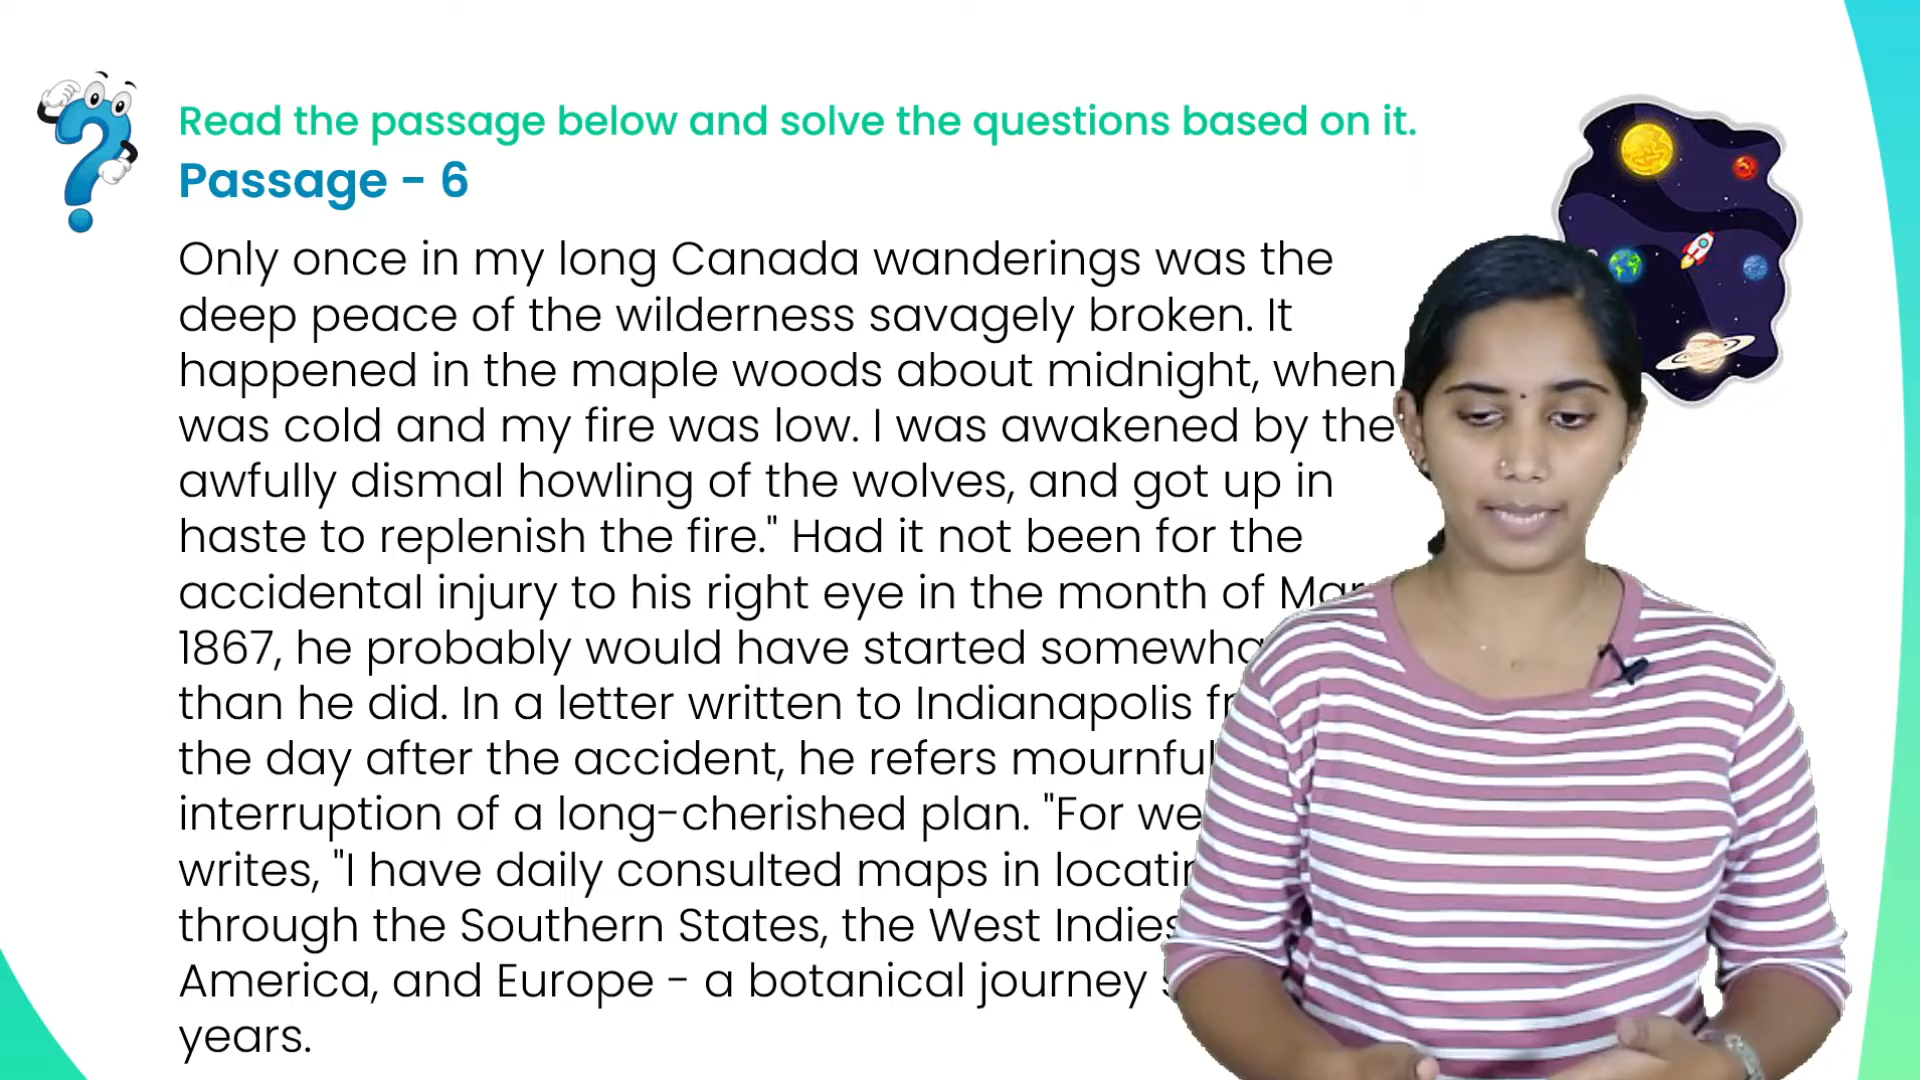 Read the passage below and solve the questions based on it.
Passage - 6
Only once in my long Canada wanderings was the
deep peace of the wilderness savagely broken. It
happened in the maple woods about midnight, when
was cold and my fire was low. I was awakened by the
awfully dismal howling of the wolves, and got up in
haste to replenish the fire." Had it not been for the
accidental injury to his right eye in the month of
1867, he probably would have started
than he did. In a letter written to Indianapolis
the day after the accident, he refers
interruption of a long-cherished plan. "For
writes, "I have daily consulted maps in
through the Southern States, the West Indies
America, and Europe - a botanical journey
years.